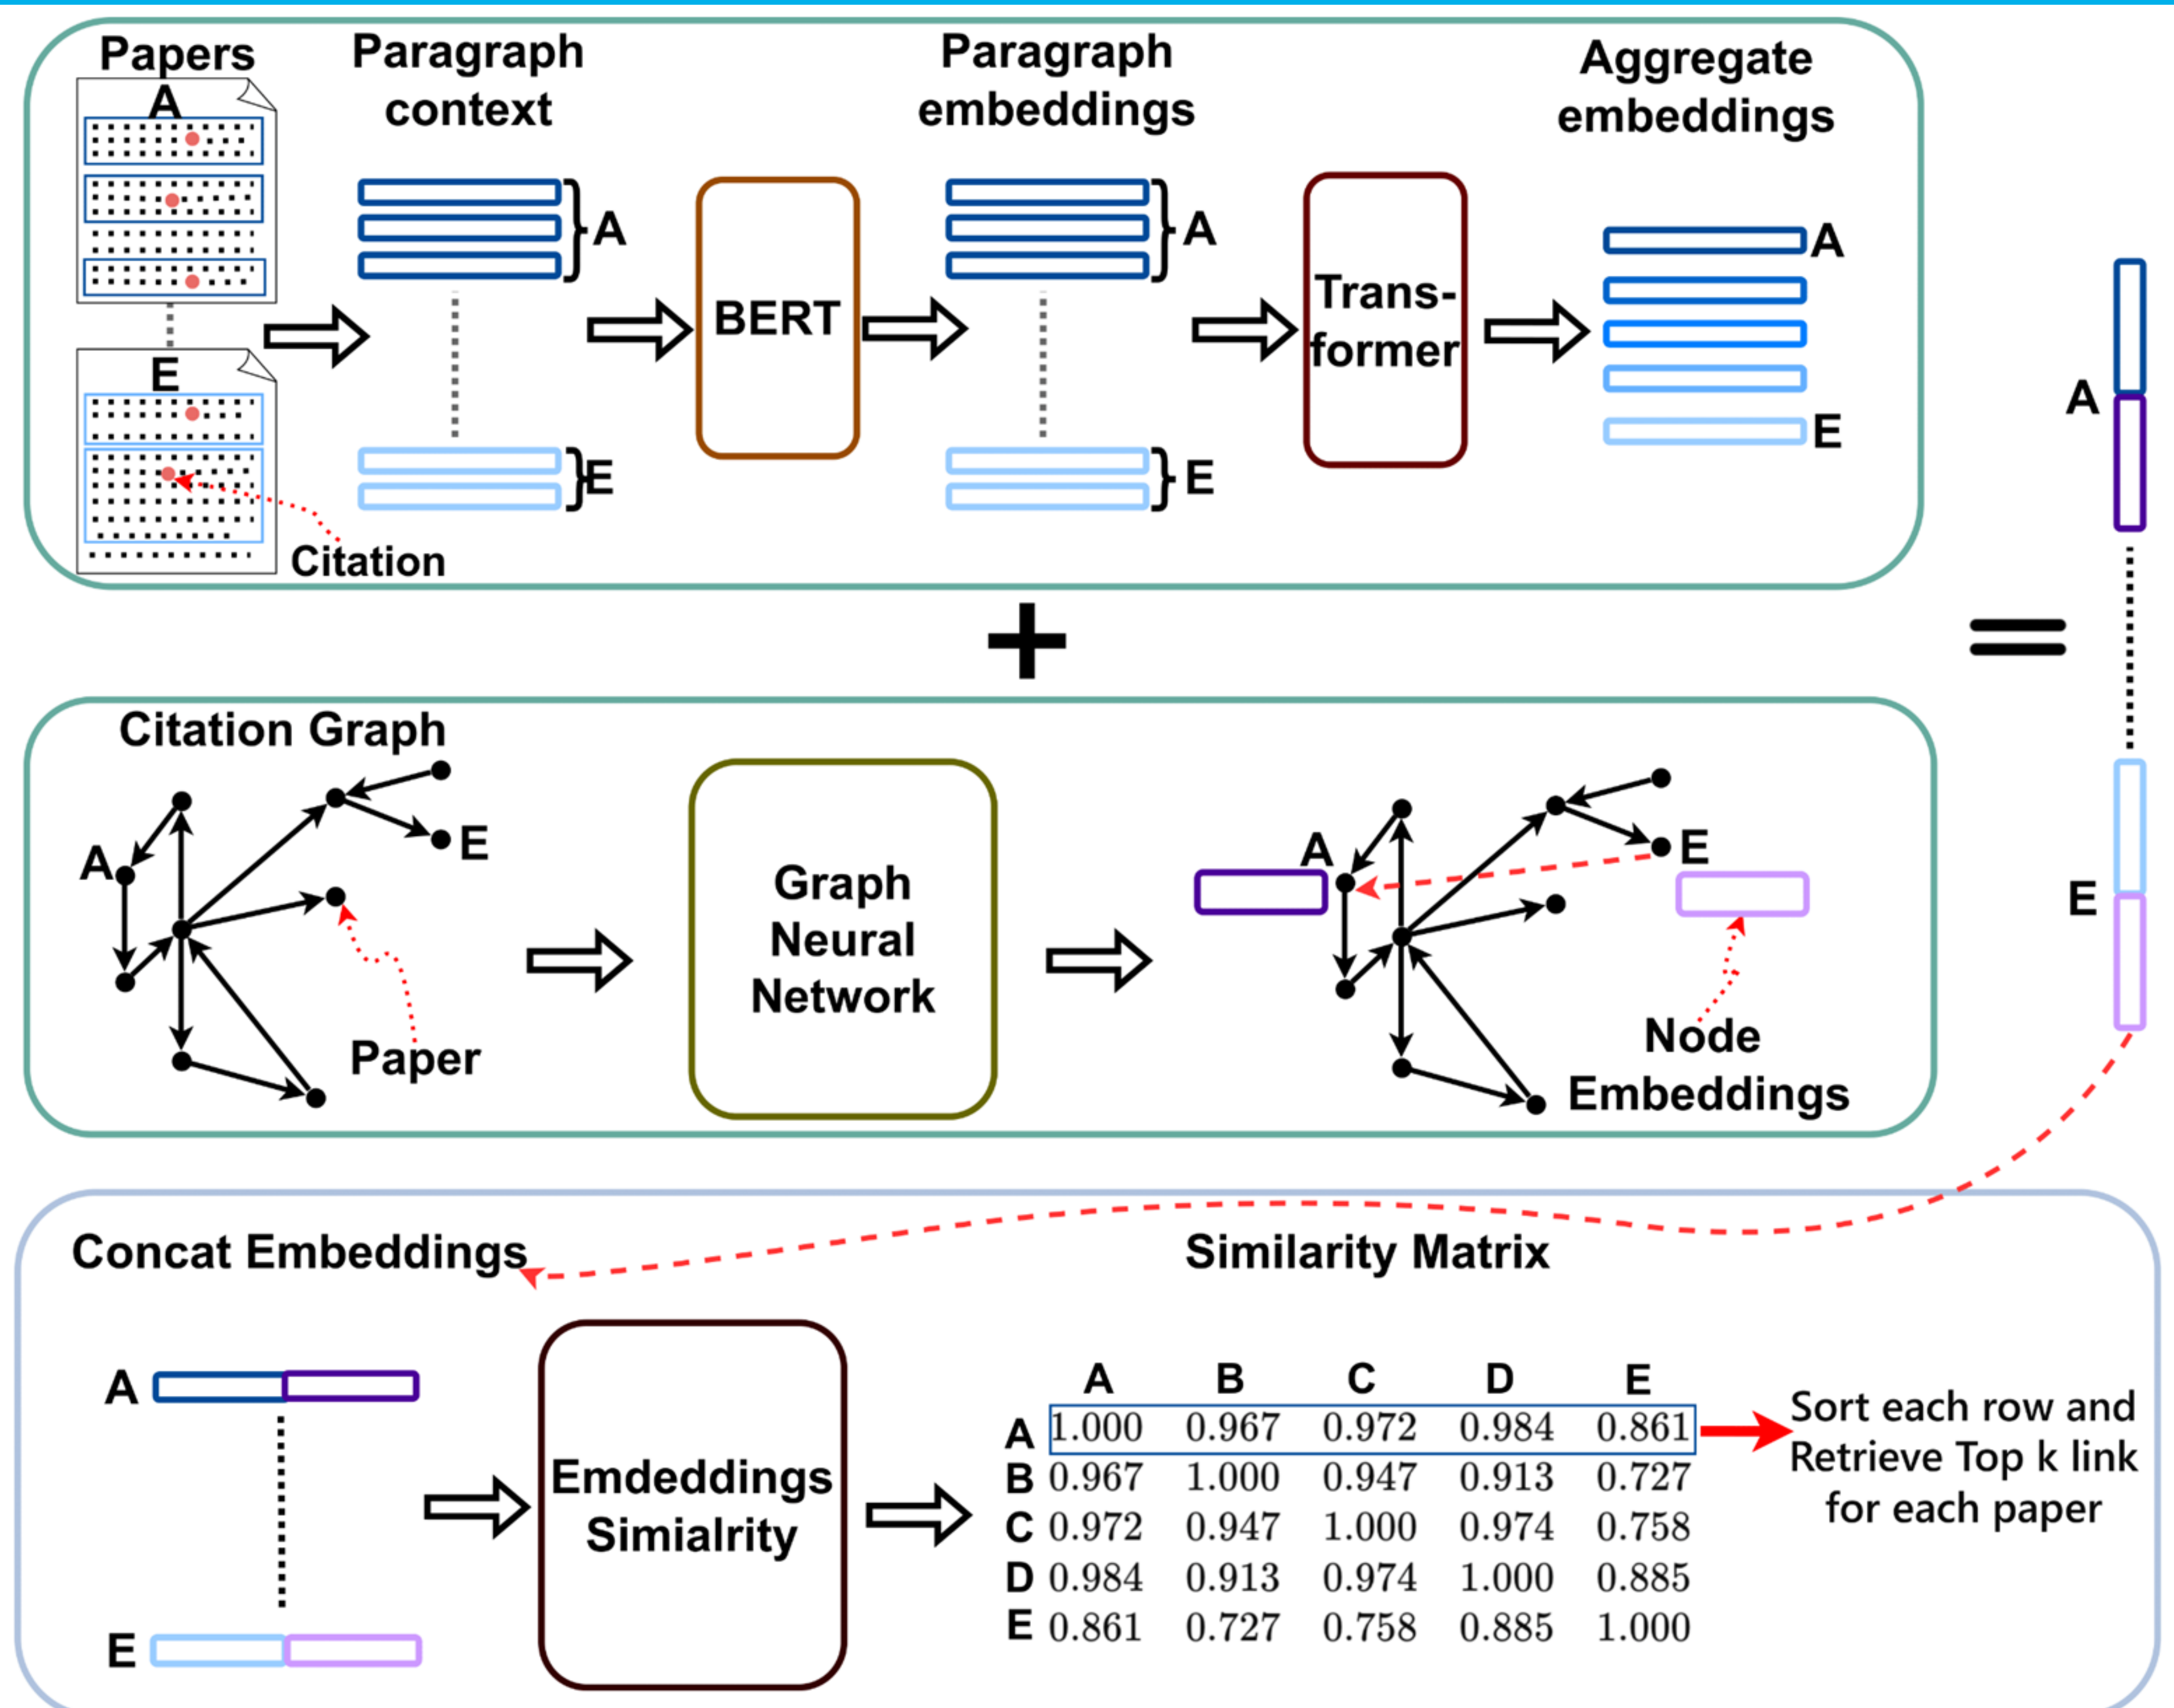 Papers
A
E
Citation
Paragraph
context
A
E
BERT
Paragraph
embeddings
A
E
Trans-
former
Aggregate
embeddings
A
E
+
=
A
E
Citation Graph
A
E
Paper
Graph
Neural
Network
A
E
Node
Embeddings
Concat Embeddings
A
E
Emdeddings
Simialrity
Similarity Matrix
A B C D E
A 1.000 0.967 0.972 0.984 0.861
B 0.967 1.000 0.947 0.913 0.727
C 0.972 0.947 1.000 0.974 0.758
D 0.984 0.913 0.974 1.000 0.885
E 0.861 0.727 0.758 0.885 1.000
Sort each row and
Retrieve Top k link
for each paper